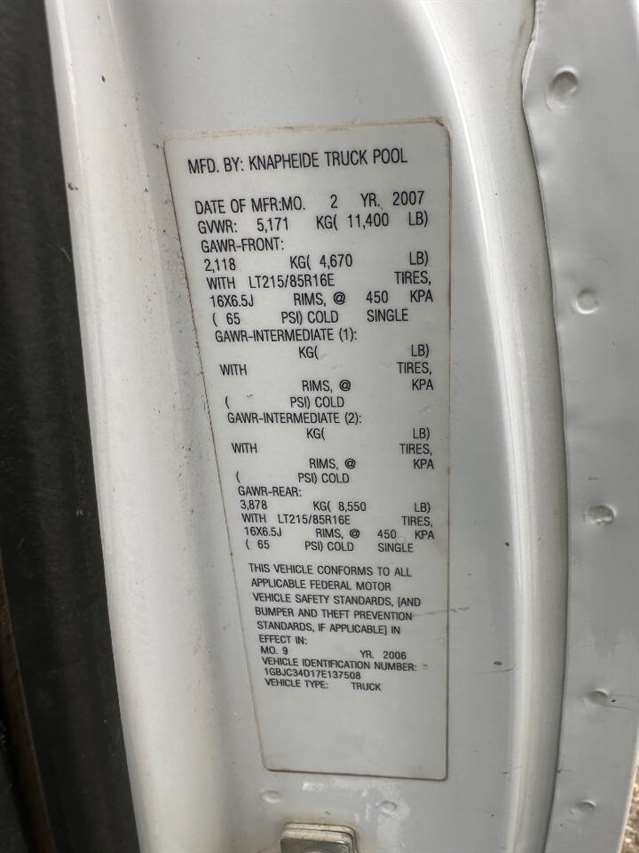 MFD. BY: KNAPHEIDE TRUCK POOL
DATE OF MFR:MO. 2 YR. 2007
GVWR: 5,171 KG( 11,400 LB)
GAWR-FRONT:
2,118 KG( 4,670 LB)
WITH LT215/85R16E TIRES,
16X6.5J RIMS, @ 450 KPA
( 65 PSI) COLD SINGLE
GAWR-INTERMEDIATE (1):
KG( LB)
WITH TIRES,
RIMS, @ KPA
( PSI) COLD
GAWR-INTERMEDIATE (2):
KG( LB)
WITH TIRES,
RIMS, @ KPA
( PSI) COLD
GAWR-REAR:
3,878 KG( 8,550 LB)
WITH LT215/85R16E TIRES,
16X6.5J RIMS, @ 450 KPA
( 65 PSI) COLD SINGLE
THIS VEHICLE CONFORMS TO ALL
APPLICABLE FEDERAL MOTOR
VEHICLE SAFETY STANDARDS, [AND
BUMPER AND THEFT PREVENTION
STANDARDS, IF APPLICABLE] IN
EFFECT IN:
MO. 9 YR. 2006
VEHICLE IDENTIFICATION NUMBER:
1GBJC34D17E137508
VEHICLE TYPE: TRUCK